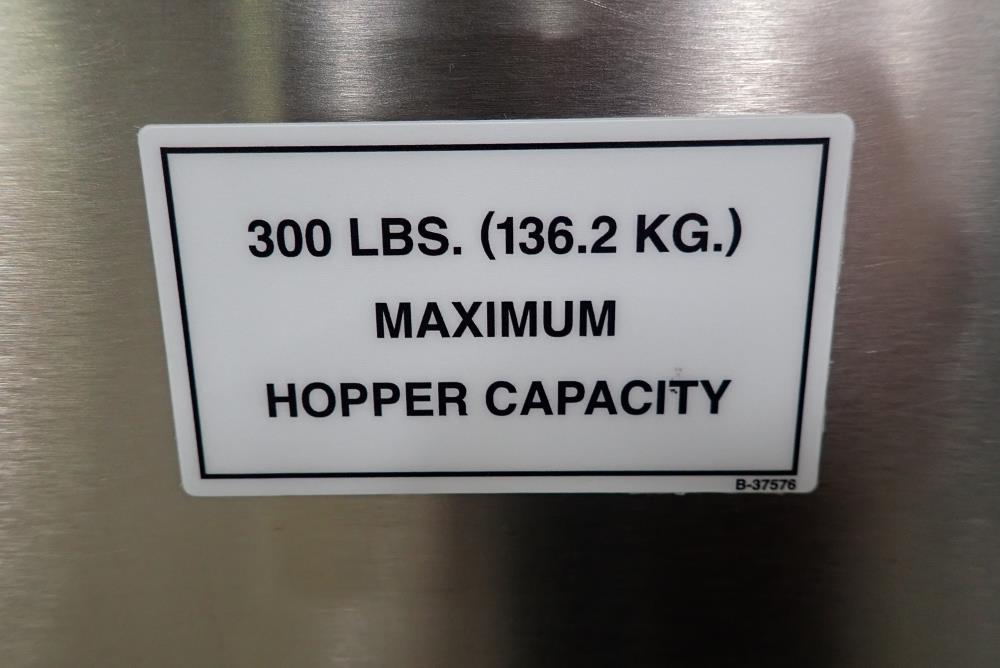 300 LBS. (136.2 KG.)
MAXIMUM
HOPPER CAPACITY
B-37576